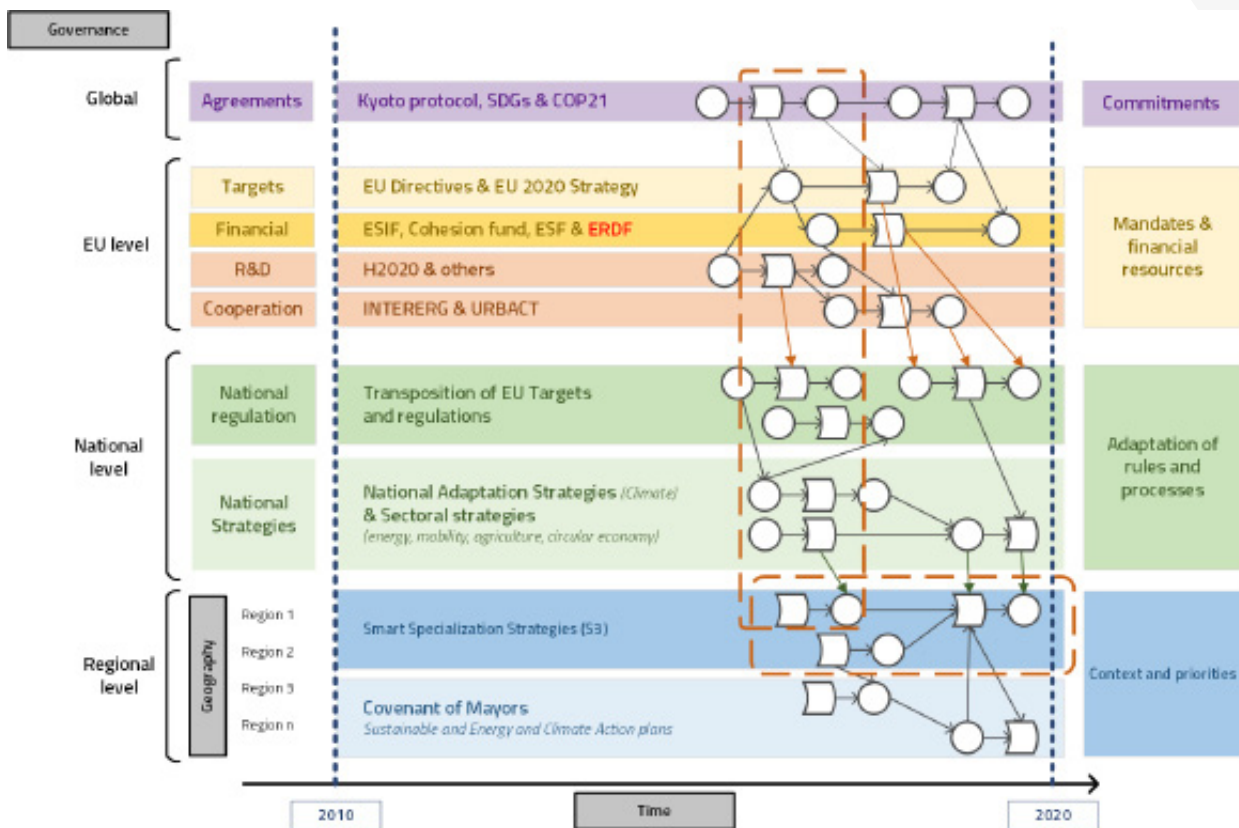 Governance
Global
Agreements
Kyoto protocol, SDGs & COP21
Commitments
EU level
Targets
EU Directives & EU 2020 Strategy
Financial
ESIF, Cohesion fund, ESF & ERDF
R&D
H2020 & others
Cooperation
INTERERG & URBACT
Mandates &
financial
resources
National
level
National
regulation
Transposition of EU Targets
and regulations
National
Strategies
National Adaptation Strategies (Climate)
& Sectoral strategies
(energy, mobility, agriculture, circular economy)
Adaptation of
rules and
processes
Regional
level
Geography
Region 1
Region 2
Region 3
Region n
Smart Specialization Strategies (S3)
Covenant of Mayors
Sustainable and Energy and Climate Action plans
Context and priorities
2010
Time
2020